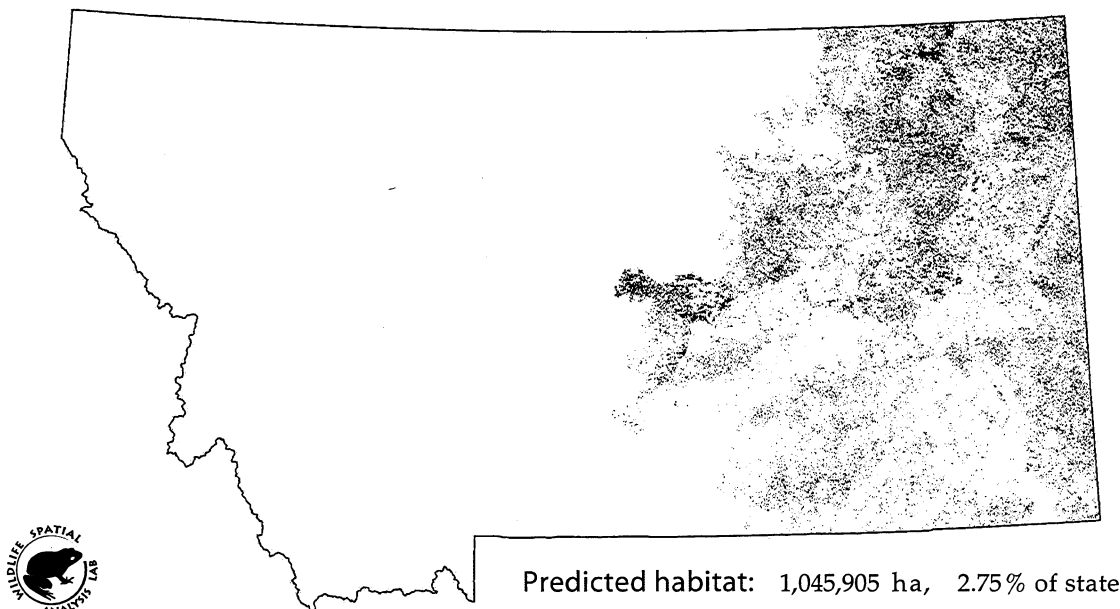 WILDLIFE SPATIAL
ANALYSIS LAB
Predicted habitat: 1,045,905 ha, 2.75% of state